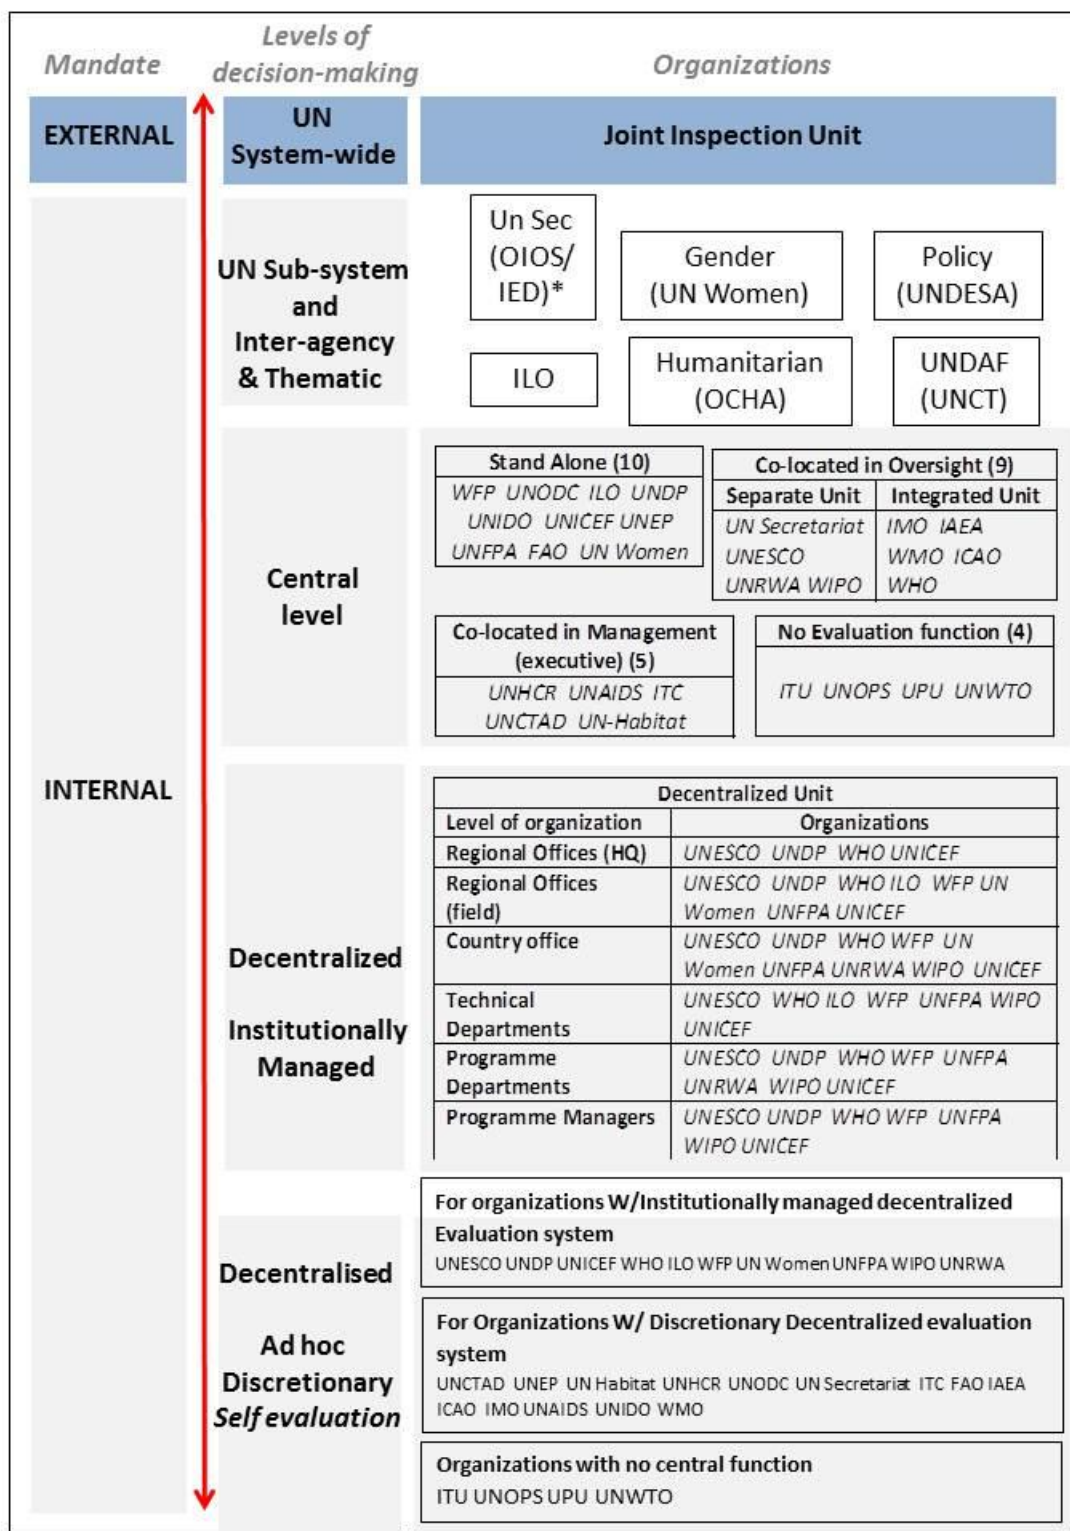 Mandate
Levels of
decision-making
Organizations
EXTERNAL
UN
System-wide
Joint Inspection Unit
INTERNAL
UN Sub-system
and
Inter-agency
& Thematic
Un Sec
(OIOS/
IED)*
Gender
(UN Women)
Policy
(UNDESA)
ILO
Humanitarian
(OCHA)
UNDAF
(UNCT)
Central
level
Stand Alone (10)
WFP UNODC ILO UNDP
UNIDO UNICEF UNEP
UNFPA FAO UN Women
Co-located in Oversight (9)
Separate Unit
UN Secretariat
UNESCO
UNRWA WIPO
Integrated Unit
IMO IAEA
WMO ICAO
WHO
Co-located in Management
(executive) (5)
UNHCR UNAIDS ITC
UNCTAD UN-Habitat
No Evaluation function (4)
ITU UNOPS UPU UNWTO
Decentralized
Institutionally
Managed
Decentralized Unit
Level of organization
Organizations
Regional Offices (HQ)
UNESCO UNDP WHO UNICEF
Regional Offices
(field)
UNESCO UNDP WHO ILO WFP UN
Women UNFPA UNICEF
Country office
UNESCO UNDP WHO WFP UN
Women UNFPA UNRWA WIPO UNICEF
Technical
Departments
UNESCO WHO ILO WFP UNFPA WIPO
UNICEF
Programme
Departments
UNESCO UNDP WHO WFP UNFPA
UNRWA WIPO UNICEF
Programme Managers
UNESCO UNDP WHO WFP UNFPA
WIPO UNICEF
Decentralised
Ad hoc
Discretionary
Self evaluation
For organizations W/Institutionally managed decentralized
Evaluation system
UNESCO UNDP UNICEF WHO ILO WFP UN Women UNFPA WIPO UNRWA
For Organizations W/ Discretionary Decentralized evaluation
system
UNCTAD UNEP UN Habitat UNHCR UNODC UN Secretariat ITC FAO IAEA
ICAO IMO UNAIDS UNIDO WMO
Organizations with no central function
ITU UNOPS UPU UNWTO